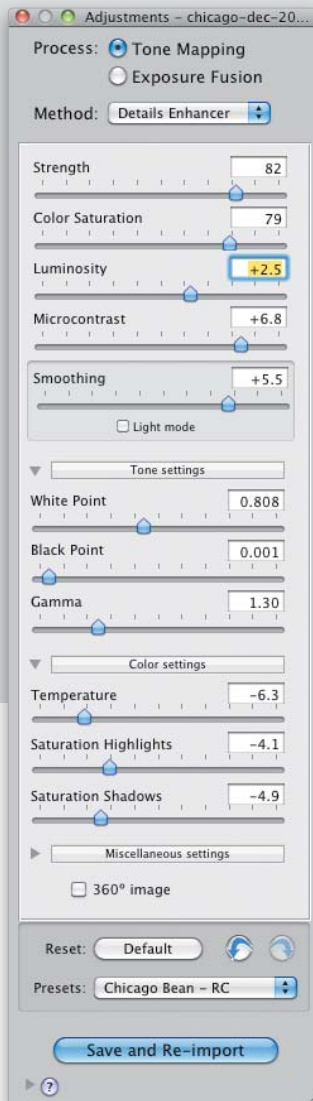 Adjustments – chicago-dec-20...
Process: Tone Mapping
Exposure Fusion
Method: Details Enhancer
Strength 82
Color Saturation 79
Luminosity +2.5
Microcontrast +6.8
Smoothing +5.5
Light mode
Tone settings
White Point 0.808
Black Point 0.001
Gamma 1.30
Color settings
Temperature −6.3
Saturation Highlights −4.1
Saturation Shadows −4.9
Miscellaneous settings
360° image
Reset: Default
Presets: Chicago Bean – RC
Save and Re-import
?